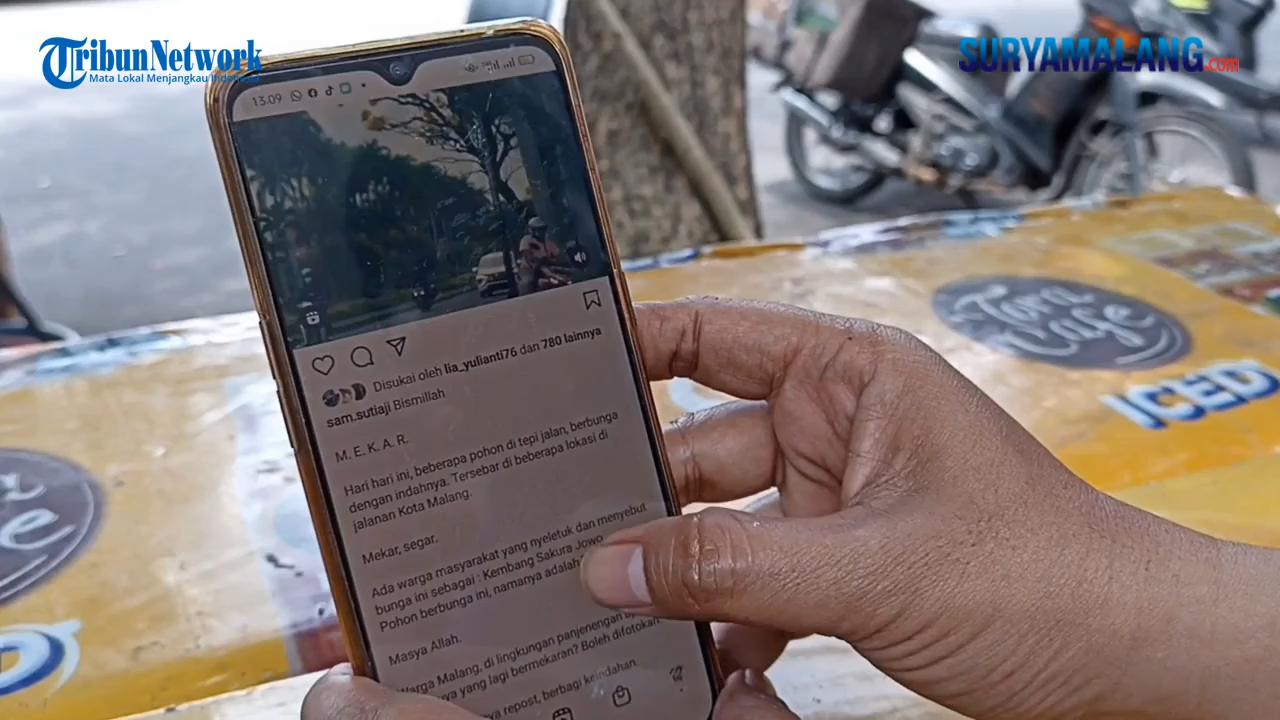 Tribun Network
Mata Lokal Menjangkau Indonesia
SURYAMALANG.com
13.09
Disukai oleh lia_yulianti76 dan 780 lainnya
sam.sutiaji Bismillah
M. E. K. A. R.
Hari hari ini, beberapa pohon di tepi jalan, berbunga
dengan indahnya. Tersebar di beberapa lokasi di
jalanan Kota Malang.
Mekar, segar.
Ada warga masyarakat yang nyeletuk dan menyebut
bunga ini sebagai : Kembang Sakura Jowo
Pohon berbunga ini, namanya adalah
Masya Allah.
Warga Malang, di lingkungan panjenengan
yang lagi bermekaran? Boleh difotokan
repost, berbagi keindahan.
Tara
Cafe
ICED